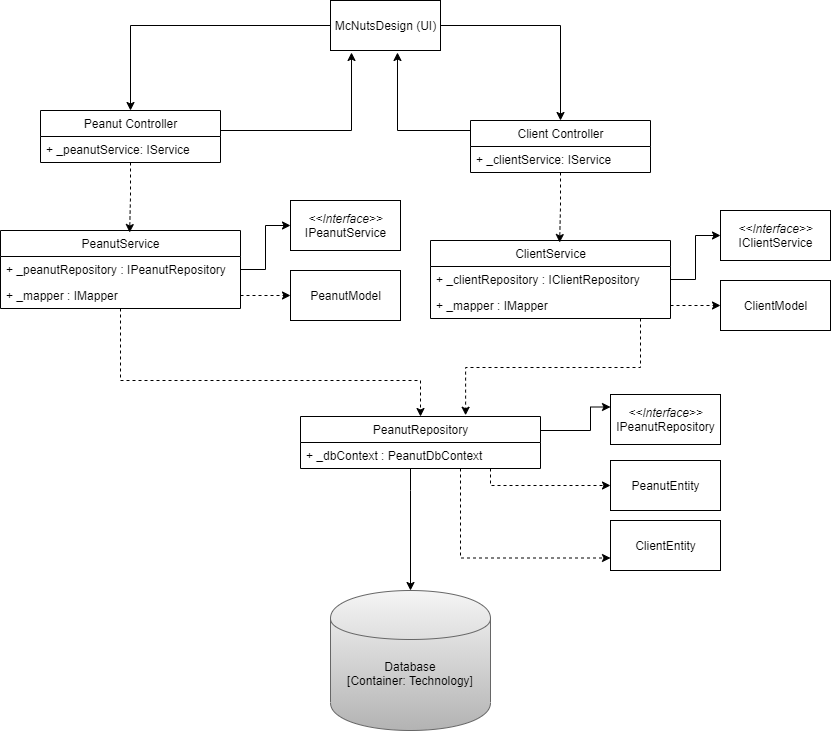 McNutsDesign (UI)
Peanut Controller
+ _peanutService: IService
Client Controller
+ _clientService: IService
PeanutService
+ _peanutRepository : IPeanutRepository
+ _mapper : IMapper
<<Interface>>
IPeanutService
PeanutModel
ClientService
+ _clientRepository : IClientRepository
+ _mapper : IMapper
<<Interface>>
IClientService
ClientModel
PeanutRepository
+ _dbContext : PeanutDbContext
<<Interface>>
IPeanutRepository
PeanutEntity
ClientEntity
Database
[Container: Technology]